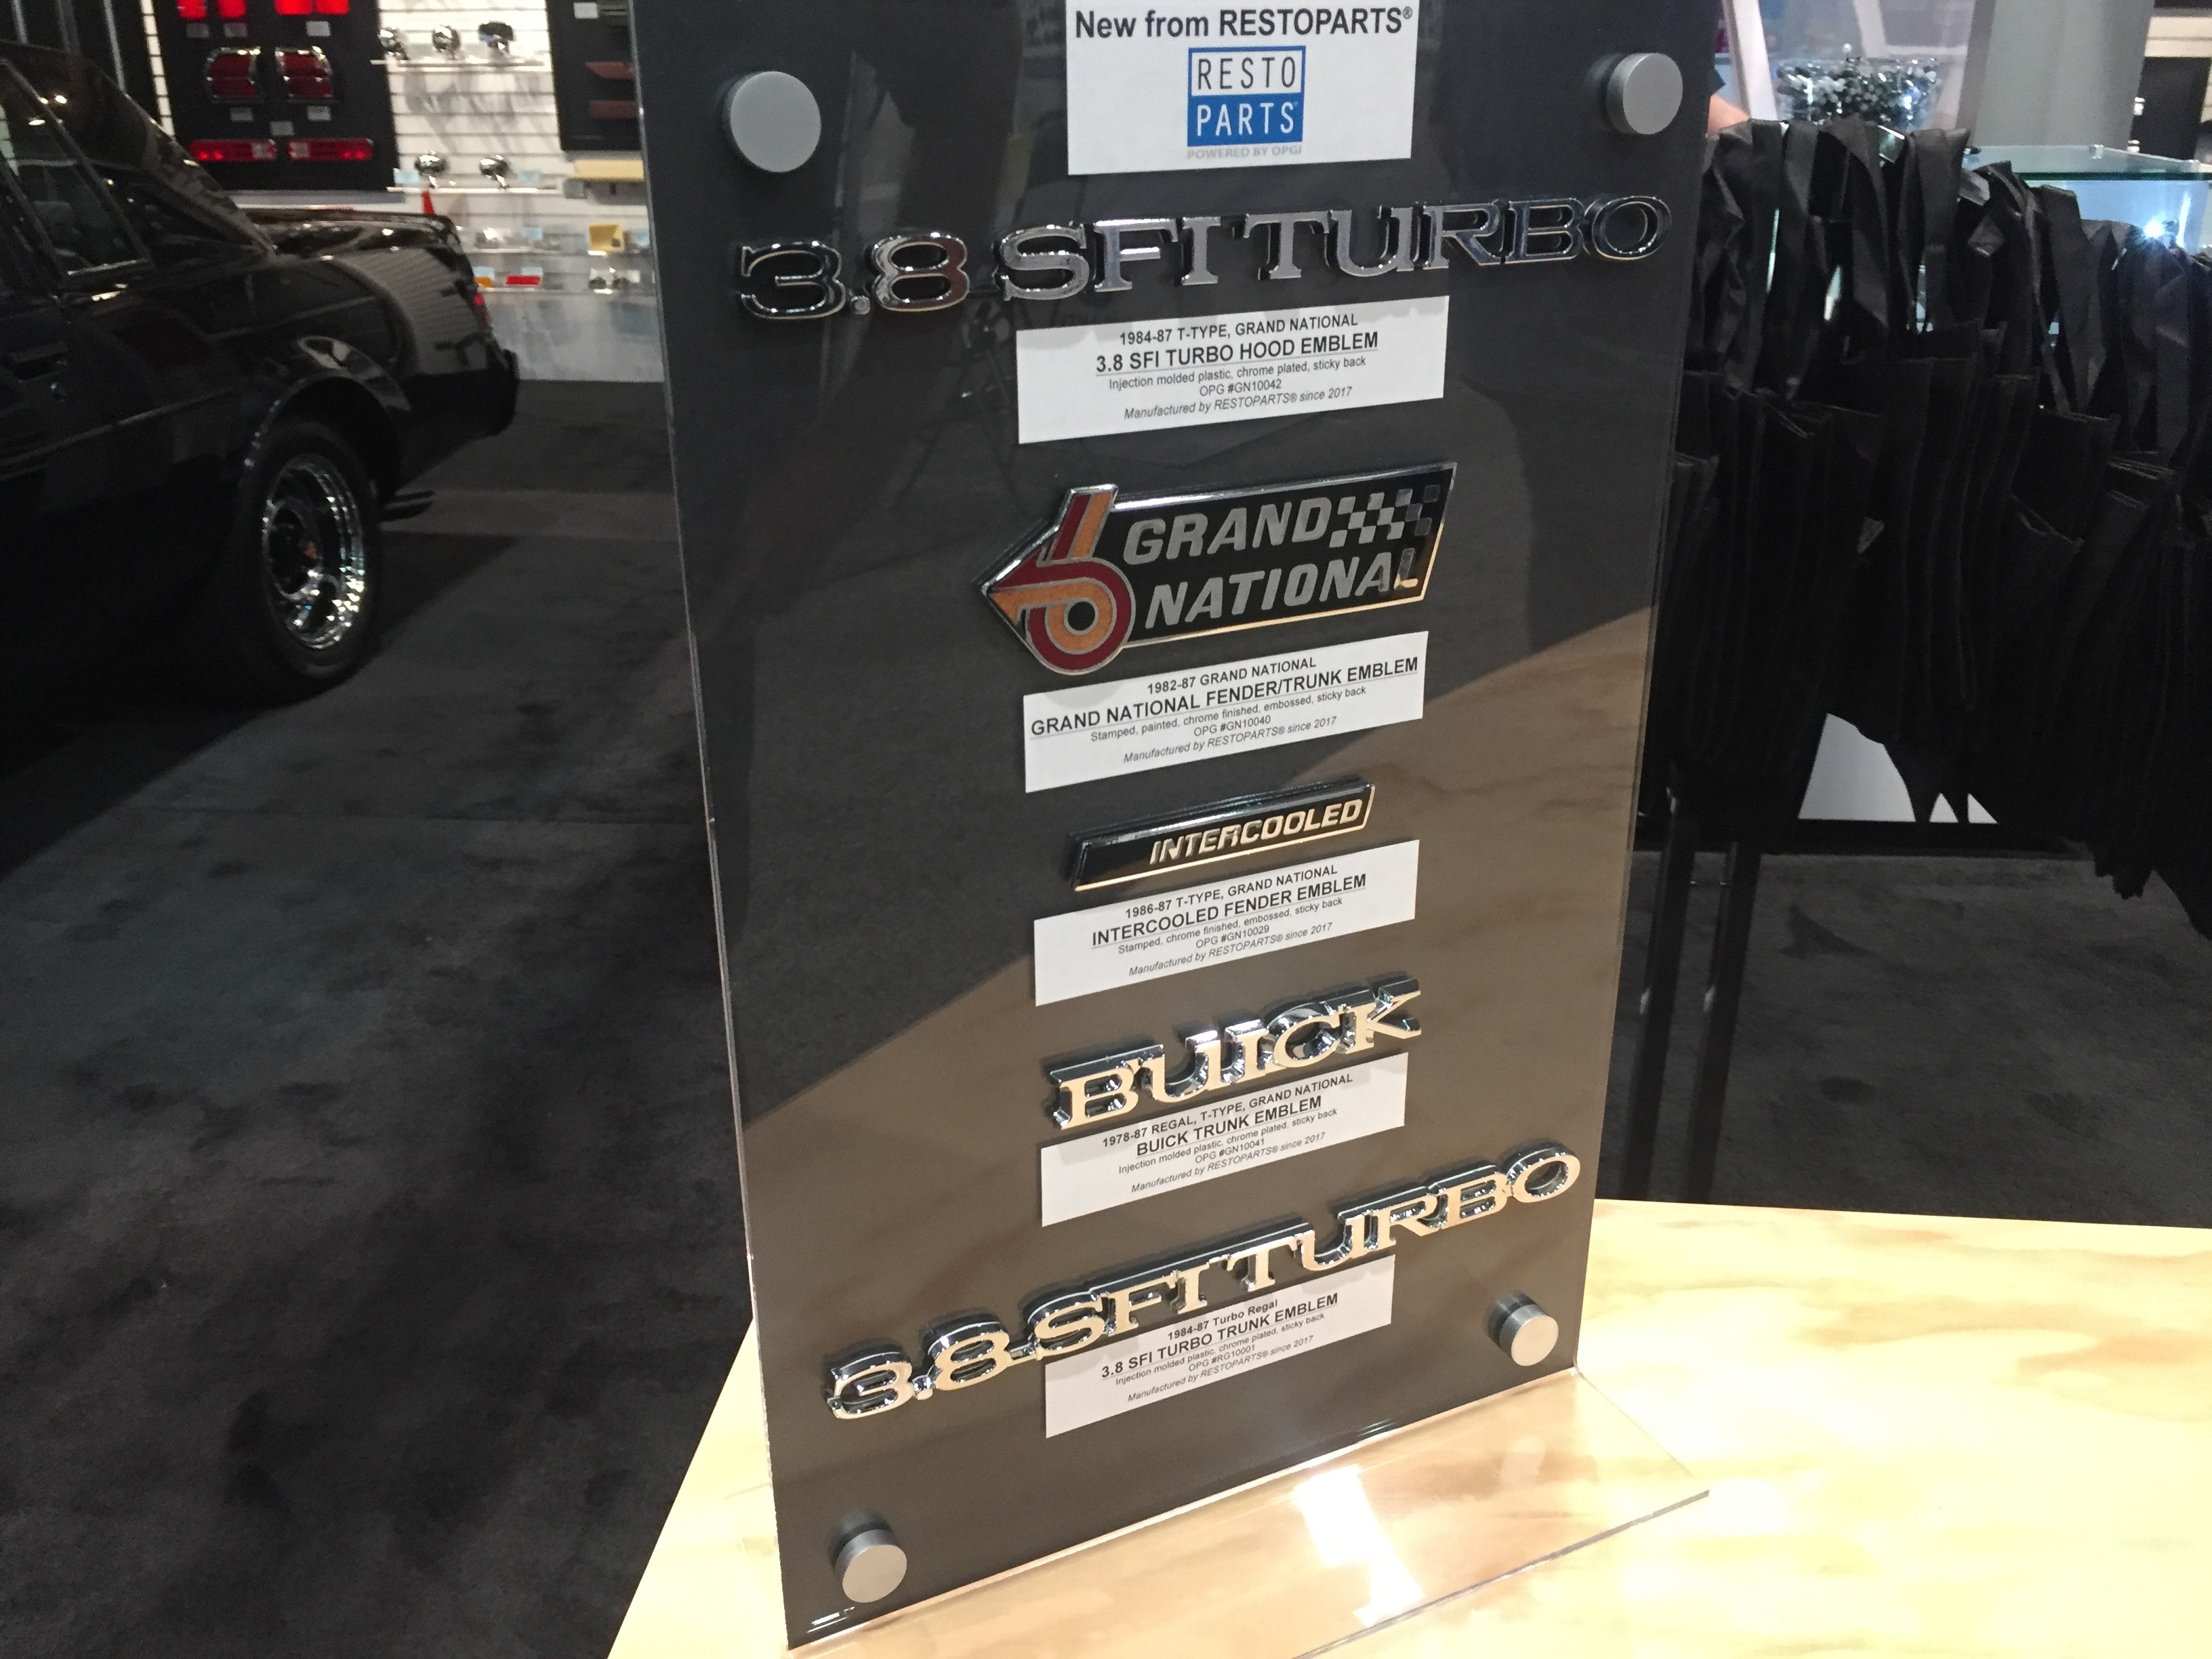 New from RESTOPARTS®
RESTO
PARTS
POWERED BY OPGI
3.8 SFI TURBO
1984-87 T-TYPE, GRAND NATIONAL
3.8 SFI TURBO HOOD EMBLEM
Injection molded plastic, chrome plated, sticky back
OPG #GN10042
Manufactured by RESTOPARTS® since 2017
6 GRAND
NATIONAL
1982-87 GRAND NATIONAL
GRAND NATIONAL FENDER/TRUNK EMBLEM
Stamped, painted, chrome finished, embossed, sticky back
OPG #GN10040
Manufactured by RESTOPARTS® since 2017
INTERCOOLED
1986-87 T-TYPE, GRAND NATIONAL
INTERCOOLED FENDER EMBLEM
Stamped, chrome finished, embossed, sticky back
OPG #GN10029
Manufactured by RESTOPARTS® since 2017
BUICK
1978-87 REGAL, T-TYPE, GRAND NATIONAL
BUICK TRUNK EMBLEM
Injection molded plastic, chrome plated, sticky back
OPG #GN10041
Manufactured by RESTOPARTS® since 2017
3.8 SFI TURBO
1984-87 Turbo Regal
3.8 SFI TURBO TRUNK EMBLEM
Injection molded plastic, chrome plated, sticky back
OPG #RG10001
Manufactured by RESTOPARTS® since 2017